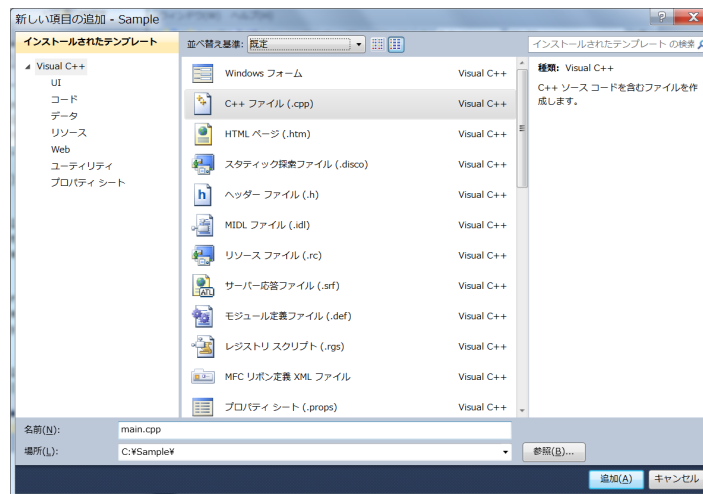 新しい項目の追加 - Sample
インストールされたテンプレート
並べ替え基準: 既定
インストールされたテンプレート の検索
Visual C++
UI
コード
データ
リソース
Web
ユーティリティ
プロパティ シート
Windows フォーム Visual C++
C++ ファイル (.cpp) Visual C++
HTML ページ (.htm) Visual C++
スタティック探索ファイル (.disco) Visual C++
ヘッダー ファイル (.h) Visual C++
MIDL ファイル (.idl) Visual C++
リソース ファイル (.rc) Visual C++
サーバー応答ファイル (.srf) Visual C++
モジュール定義ファイル (.def) Visual C++
レジストリ スクリプト (.rgs) Visual C++
MFC リボン定義 XML ファイル Visual C++
プロパティ シート (.props) Visual C++
種類: Visual C++
C++ ソース コードを含むファイルを作
成します。
名前(N): main.cpp
場所(L): C:¥Sample¥
参照(B)...
追加(A) キャンセル